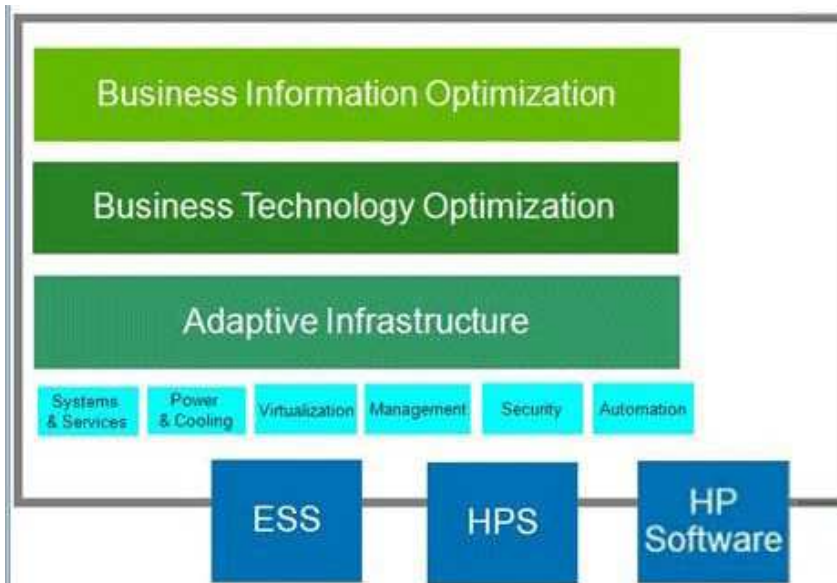 Business Information Optimization
Business Technology Optimization
Adaptive Infrastructure
Systems
& Services
Power
& Cooling
Virtualization
Management
Security
Automation
ESS
HPS
HP
Software